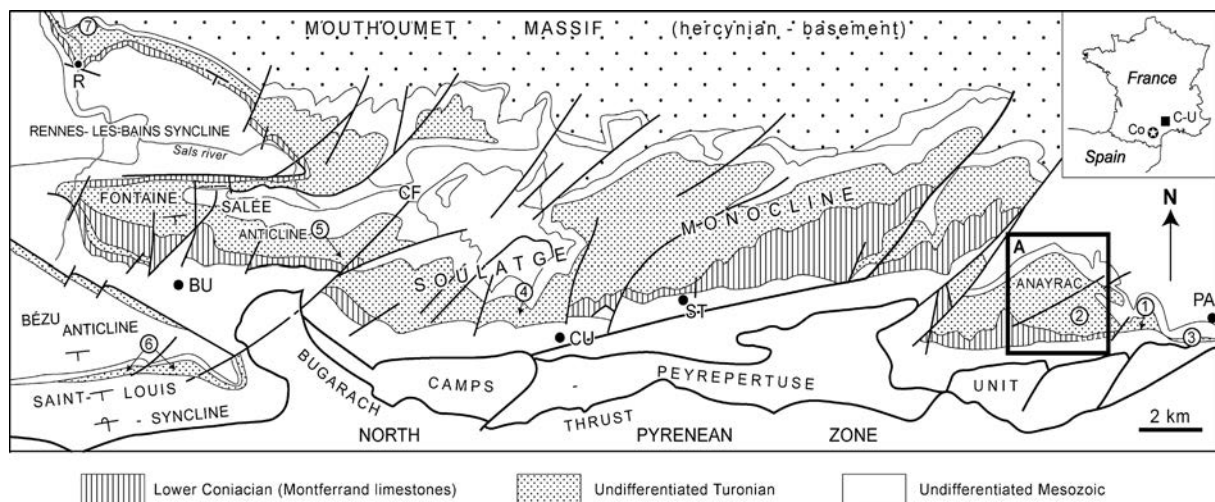 MOUTHOUMET MASSIF (hercynian - basement)
7
R
RENNES-LES-BAINS SYNCLINE
Sals river
FONTAINE
SALÉE
ANTICLINE
5
CF
BU
SOULATGE
MONOCLINE
4
ST
CU
A
ANAYRAC
2
1
PA
3
BÉZU
ANTICLINE
6
SAINT- LOUIS
- SYNCLINE
BUGARACH
CAMPS - PEYREPERTUSE UNIT
THRUST
NORTH PYRENEAN ZONE
France
C-U
Co
Spain
N
2 km
Lower Coniacian (Montferrand limestones)
Undifferentiated Turonian
Undifferentiated Mesozoic